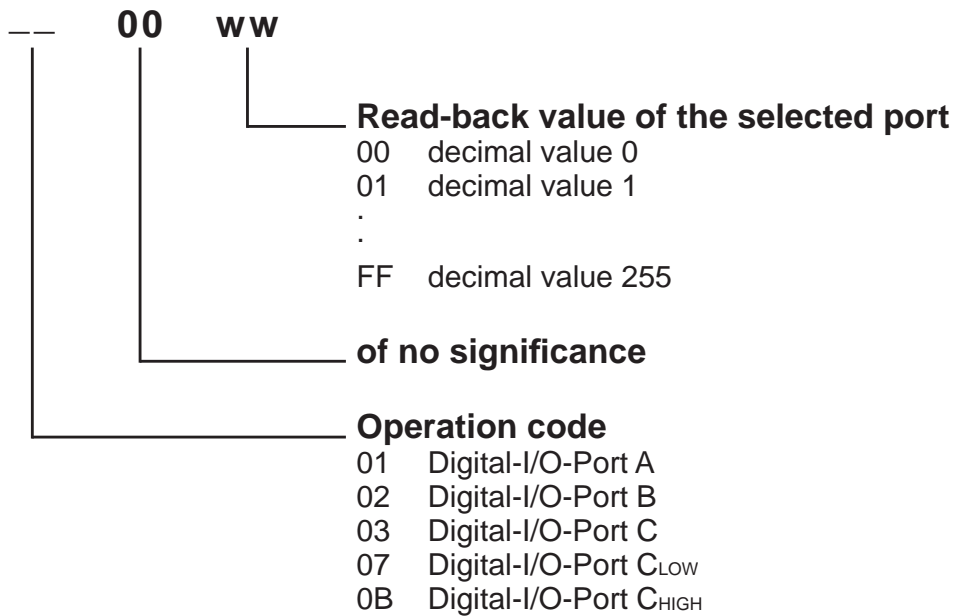 __ 00 ww
Read-back value of the selected port
00 decimal value 0
01 decimal value 1
.
.
FF decimal value 255
of no significance
Operation code
01 Digital-I/O-Port A
02 Digital-I/O-Port B
03 Digital-I/O-Port C
07 Digital-I/O-Port CLOW
0B Digital-I/O-Port CHIGH